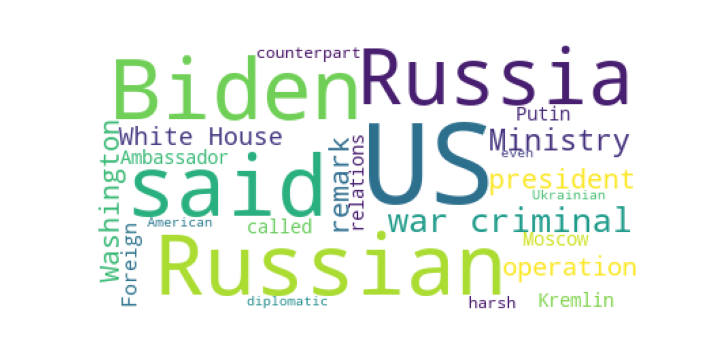 counterpart
Biden
Russia
Putin
White House
Ministry
Washington
US
even
Ambassador
said
remark
relations
president
Ukrainian
American
called
war criminal
Foreign
Russian
Moscow
operation
diplomatic
harsh
Kremlin